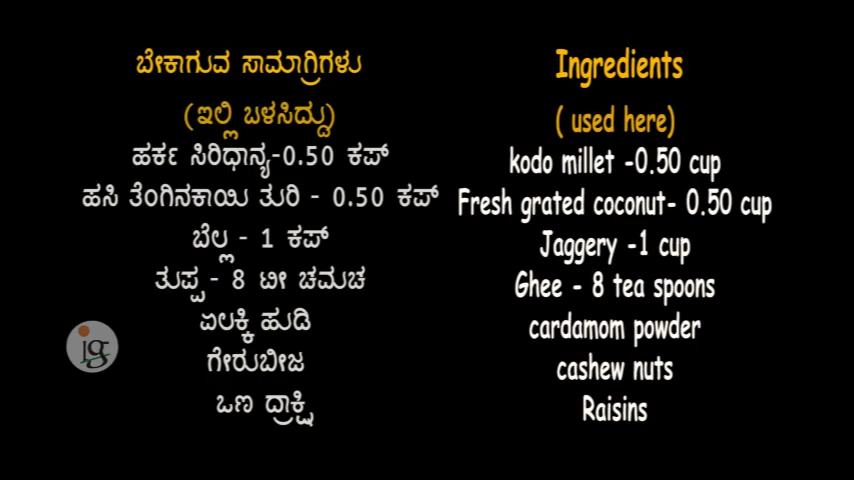 ಬೇಕಾಗುವ ಸಾಮಾಗ್ರಿಗಳು
(ಇಲ್ಲಿ ಬಳಸಿದ್ದು)
ಹರ್ಕ ಸಿರಿಧಾನ್ಯ-0.50 ಕಪ್
ಹಸಿ ತೆಂಗಿನಕಾಯಿ ತುರಿ - 0.50 ಕಪ್
ಬೆಲ್ಲ - 1 ಕಪ್
ತುಪ್ಪ - 8 ಟೀ ಚಮಚ
ಏಲಕ್ಕಿ ಹುಡಿ
ಗೇರುಬೀಜ
ಒಣ ದ್ರಾಕ್ಷಿ
Ingredients
( used here)
kodo millet -0.50 cup
Fresh grated coconut- 0.50 cup
Jaggery -1 cup
Ghee - 8 tea spoons
cardamom powder
cashew nuts
Raisins
jg